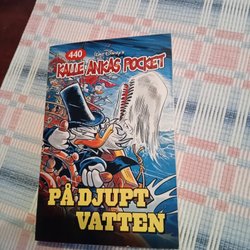 440
Walt Disney's
KALLE ANKAS POCKET
PÅ DJUPT
VATTEN